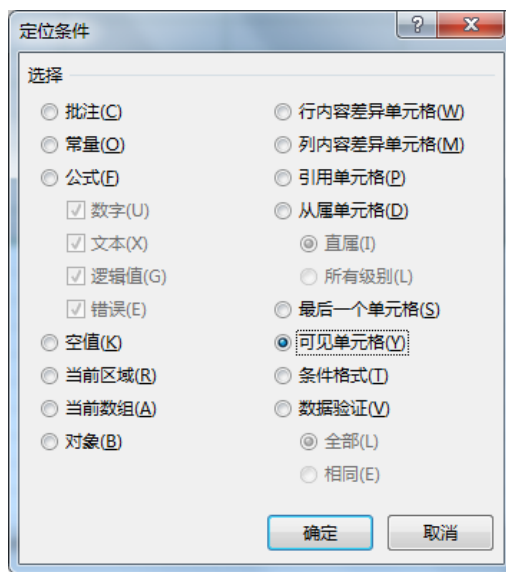 定位条件
选择
批注(C)
常量(O)
公式(F)
数字(U)
文本(X)
逻辑值(G)
错误(E)
空值(K)
当前区域(R)
当前数组(A)
对象(B)
行内容差异单元格(W)
列内容差异单元格(M)
引用单元格(P)
从属单元格(D)
直属(I)
所有级别(L)
最后一个单元格(S)
可见单元格(Y)
条件格式(T)
数据验证(V)
全部(L)
相同(E)
确定
取消